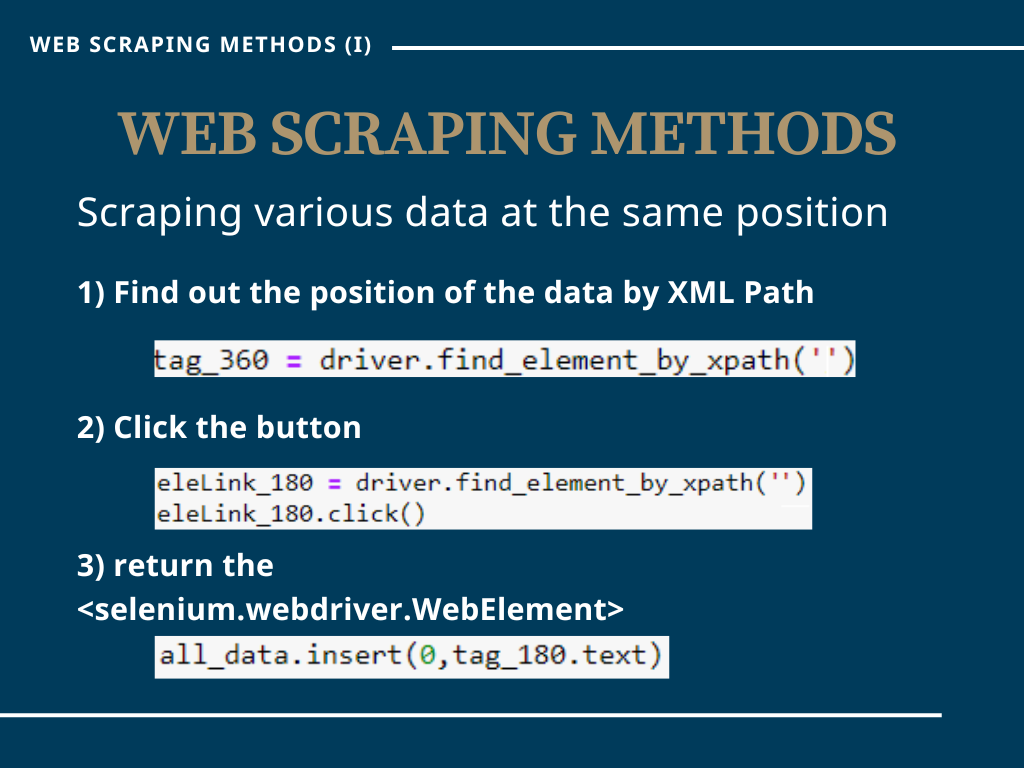 WEB SCRAPING METHODS (I)
WEB SCRAPING METHODS
Scraping various data at the same position
1) Find out the position of the data by XML Path
tag_360 = driver.find_element_by_xpath('')
2) Click the button
eleLink_180 = driver.find_element_by_xpath('')
eleLink_180.click()
3) return the
<selenium.webdriver.WebElement>
all_data.insert(0,tag_180.text)